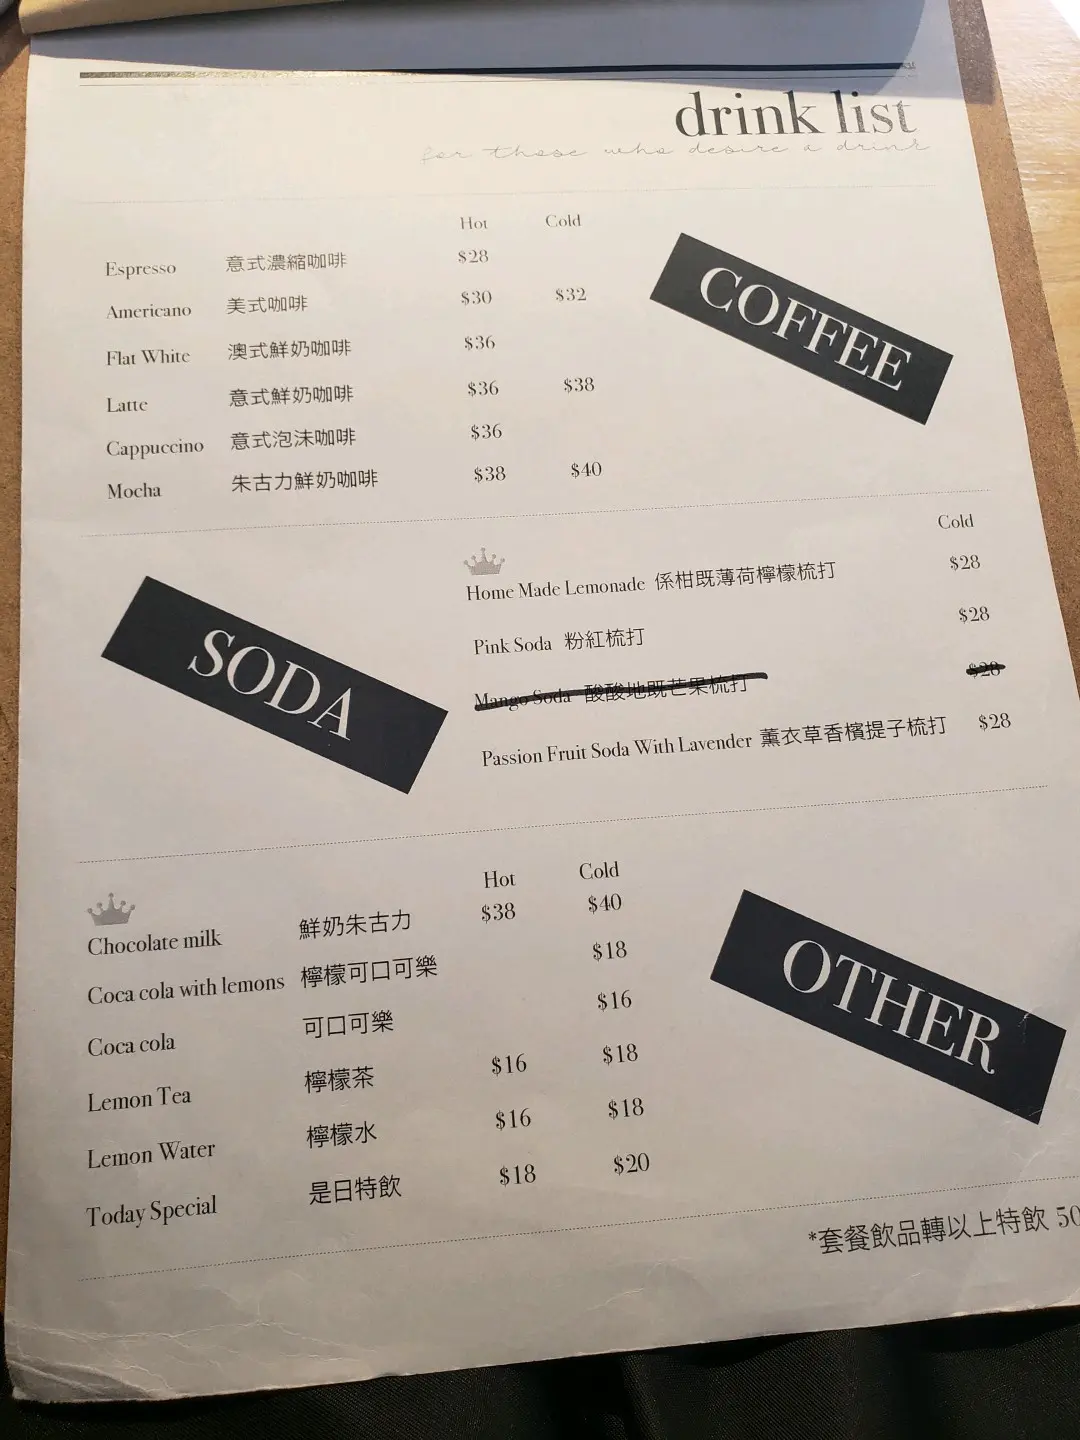 drink list
for those who desire a drink
Hot Cold
Espresso 意式濃縮咖啡 $28
Americano 美式咖啡 $30 $32
Flat White 澳式鮮奶咖啡 $36
Latte 意式鮮奶咖啡 $36 $38
Cappuccino 意式泡沫咖啡 $36
Mocha 朱古力鮮奶咖啡 $38 $40
COFFEE
Cold
Home Made Lemonade 係柑既薄荷檸檬梳打 $28
Pink Soda 粉紅梳打 $28
Mango Soda 酸酸地既芒果梳打 $28
Passion Fruit Soda With Lavender 薰衣草香檳提子梳打 $28
SODA
Hot Cold
Chocolate milk 鮮奶朱古力 $38 $40
Coca cola with lemons 檸檬可口可樂 $18
Coca cola 可口可樂 $16
Lemon Tea 檸檬茶 $16 $18
Lemon Water 檸檬水 $16 $18
Today Special 是日特飲 $18 $20
OTHER
*套餐飲品轉以上特飲 50